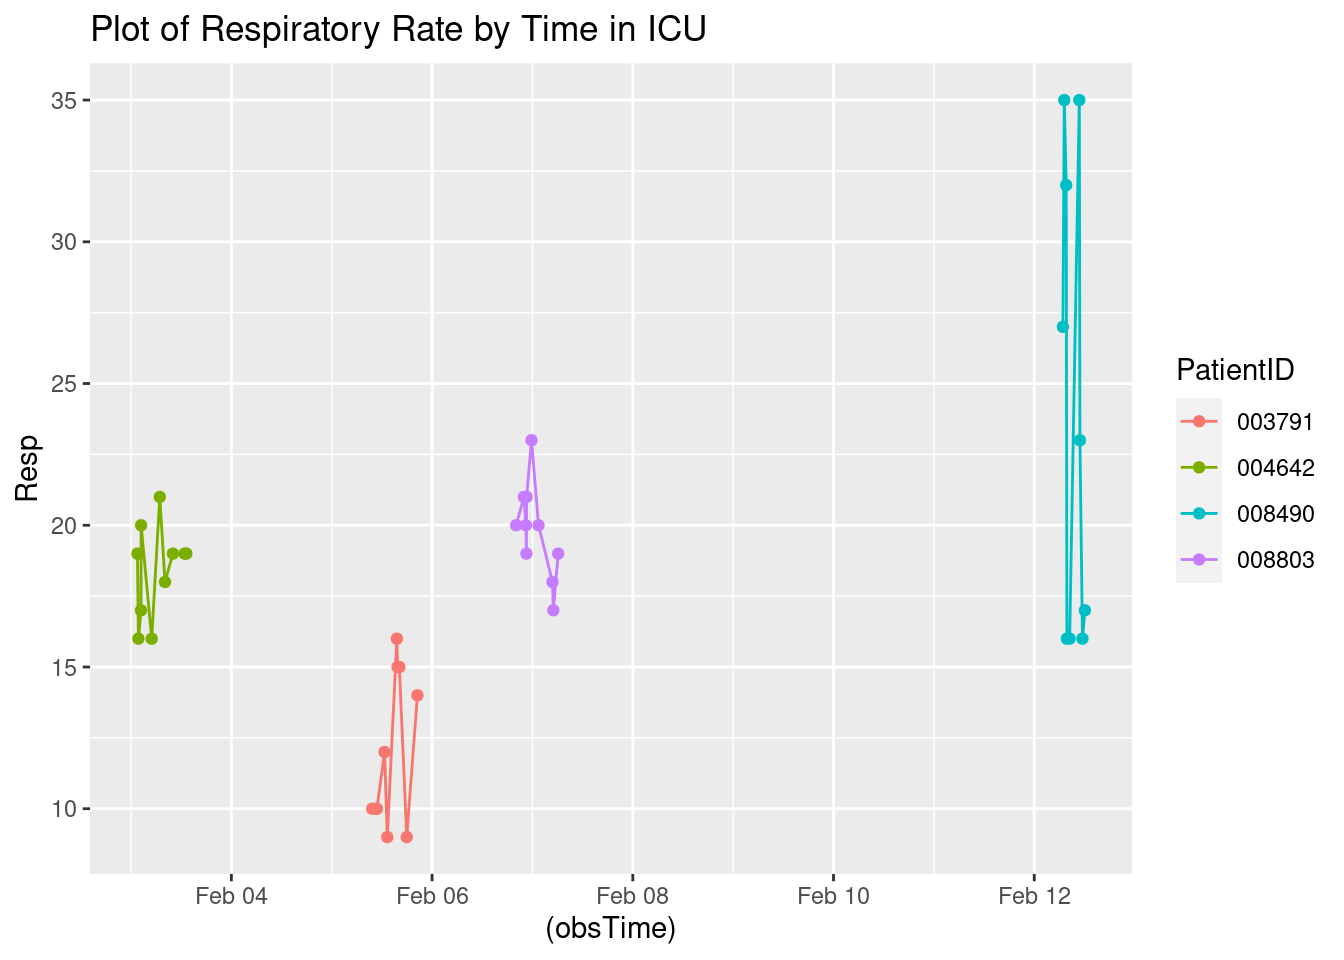 Plot of Respiratory Rate by Time in ICU
35
30
25
20
15
10
Resp
Feb 04
Feb 06
Feb 08
Feb 10
Feb 12
(obsTime)
PatientID
003791
004642
008490
008803